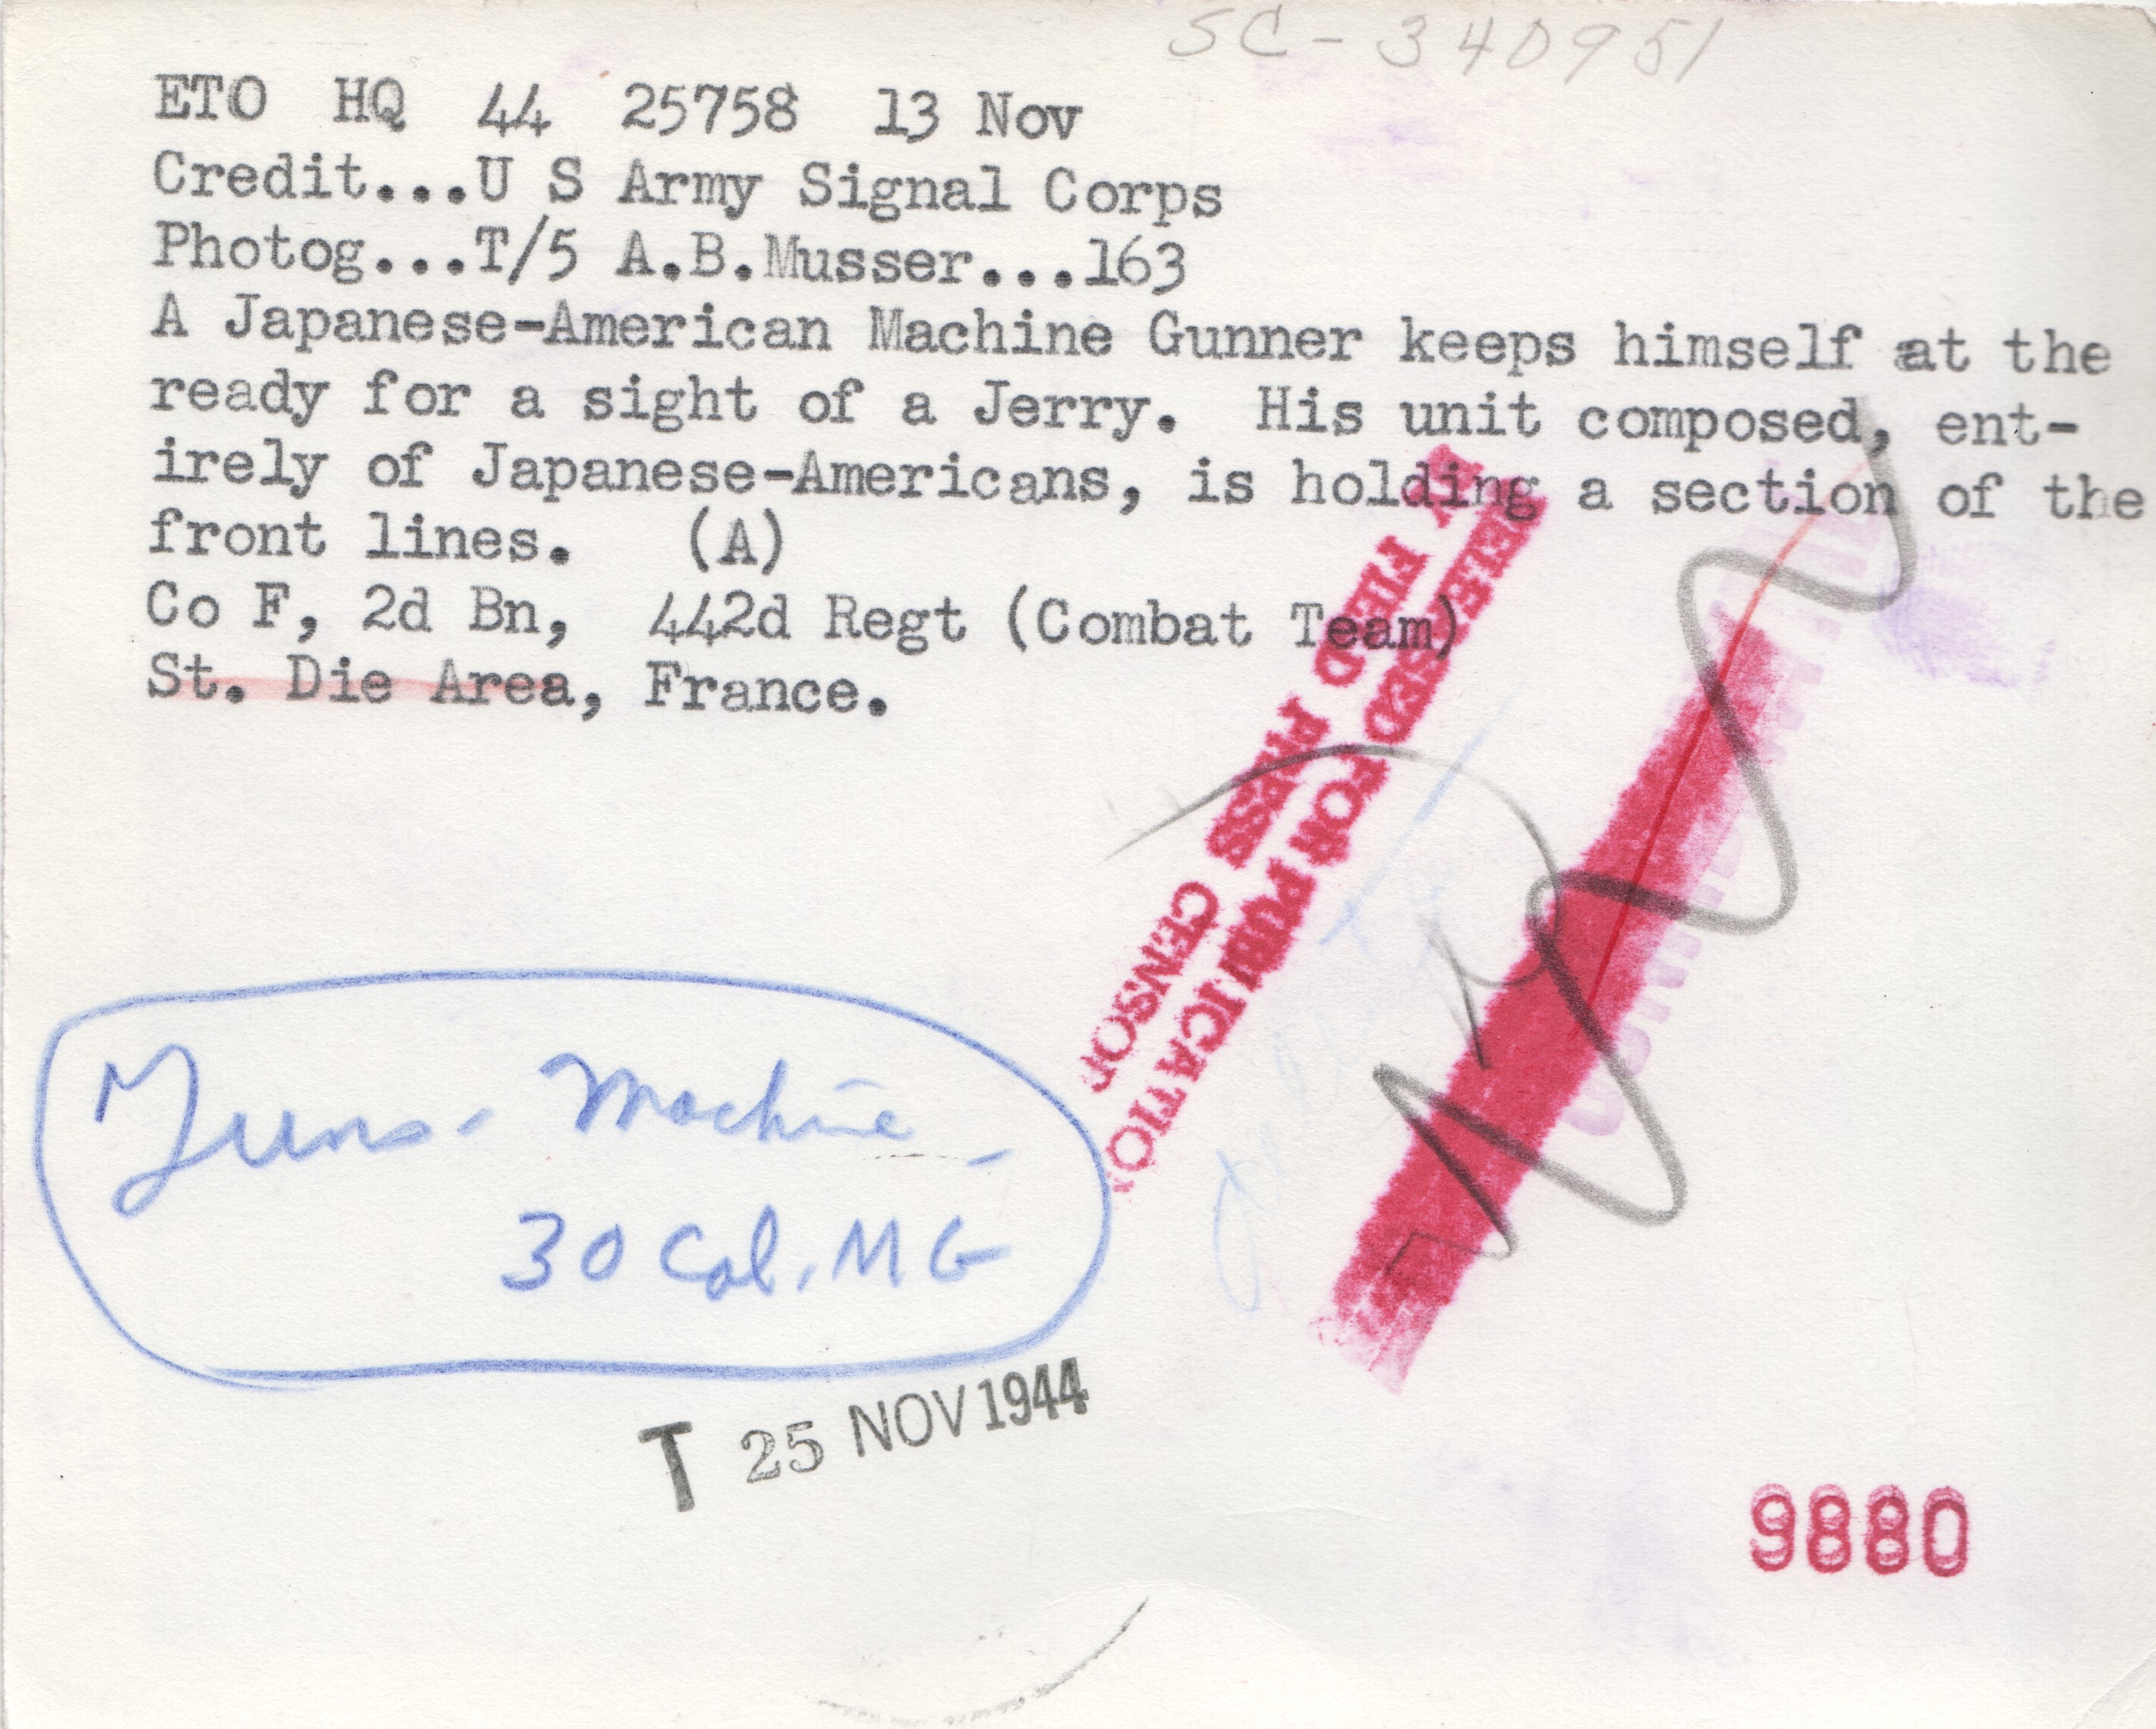 SC-340951
ETO HQ 44 25758 13 Nov
Credit...U S Army Signal Corps
Photog...T/5 A.B.Musser...163
A Japanese-American Machine Gunner keeps himself at the
ready for a sight of a Jerry. His unit composed, ent-
irely of Japanese-Americans, is holding a section of the
front lines. (A)
Co F, 2d Bn, 442d Regt (Combat Team)
St. Die Area, France.
RELEASED FOR PUBLICATION
FIELD PRESS CENSOR
Guns - Machine -
30 Cal. MG
T 25 NOV 1944
9880